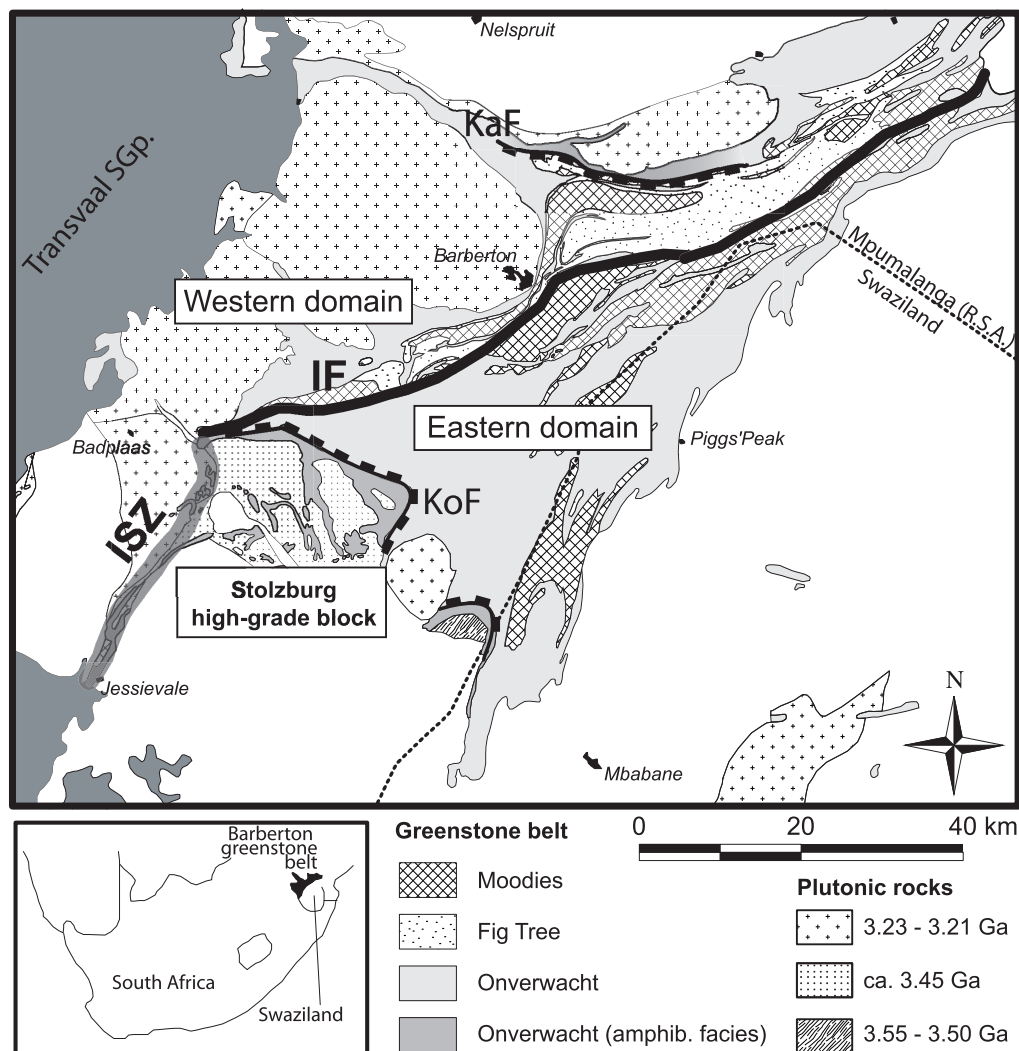 Nelspruit
KaF
Transvaal SGp.
Barberton
Mpumalanga (R.S.A.)
Swaziland
Western domain
IF
Eastern domain
Piggs'Peak
Badplaas
KoF
ISZ
Stolzburg
high-grade block
Jessievale
N
Mbabane
Barberton
greenstone
belt
South Africa
Swaziland
Greenstone belt
Moodies
Fig Tree
Onverwacht
Onverwacht (amphib. facies)
0 20 40 km
Plutonic rocks
3.23 - 3.21 Ga
ca. 3.45 Ga
3.55 - 3.50 Ga